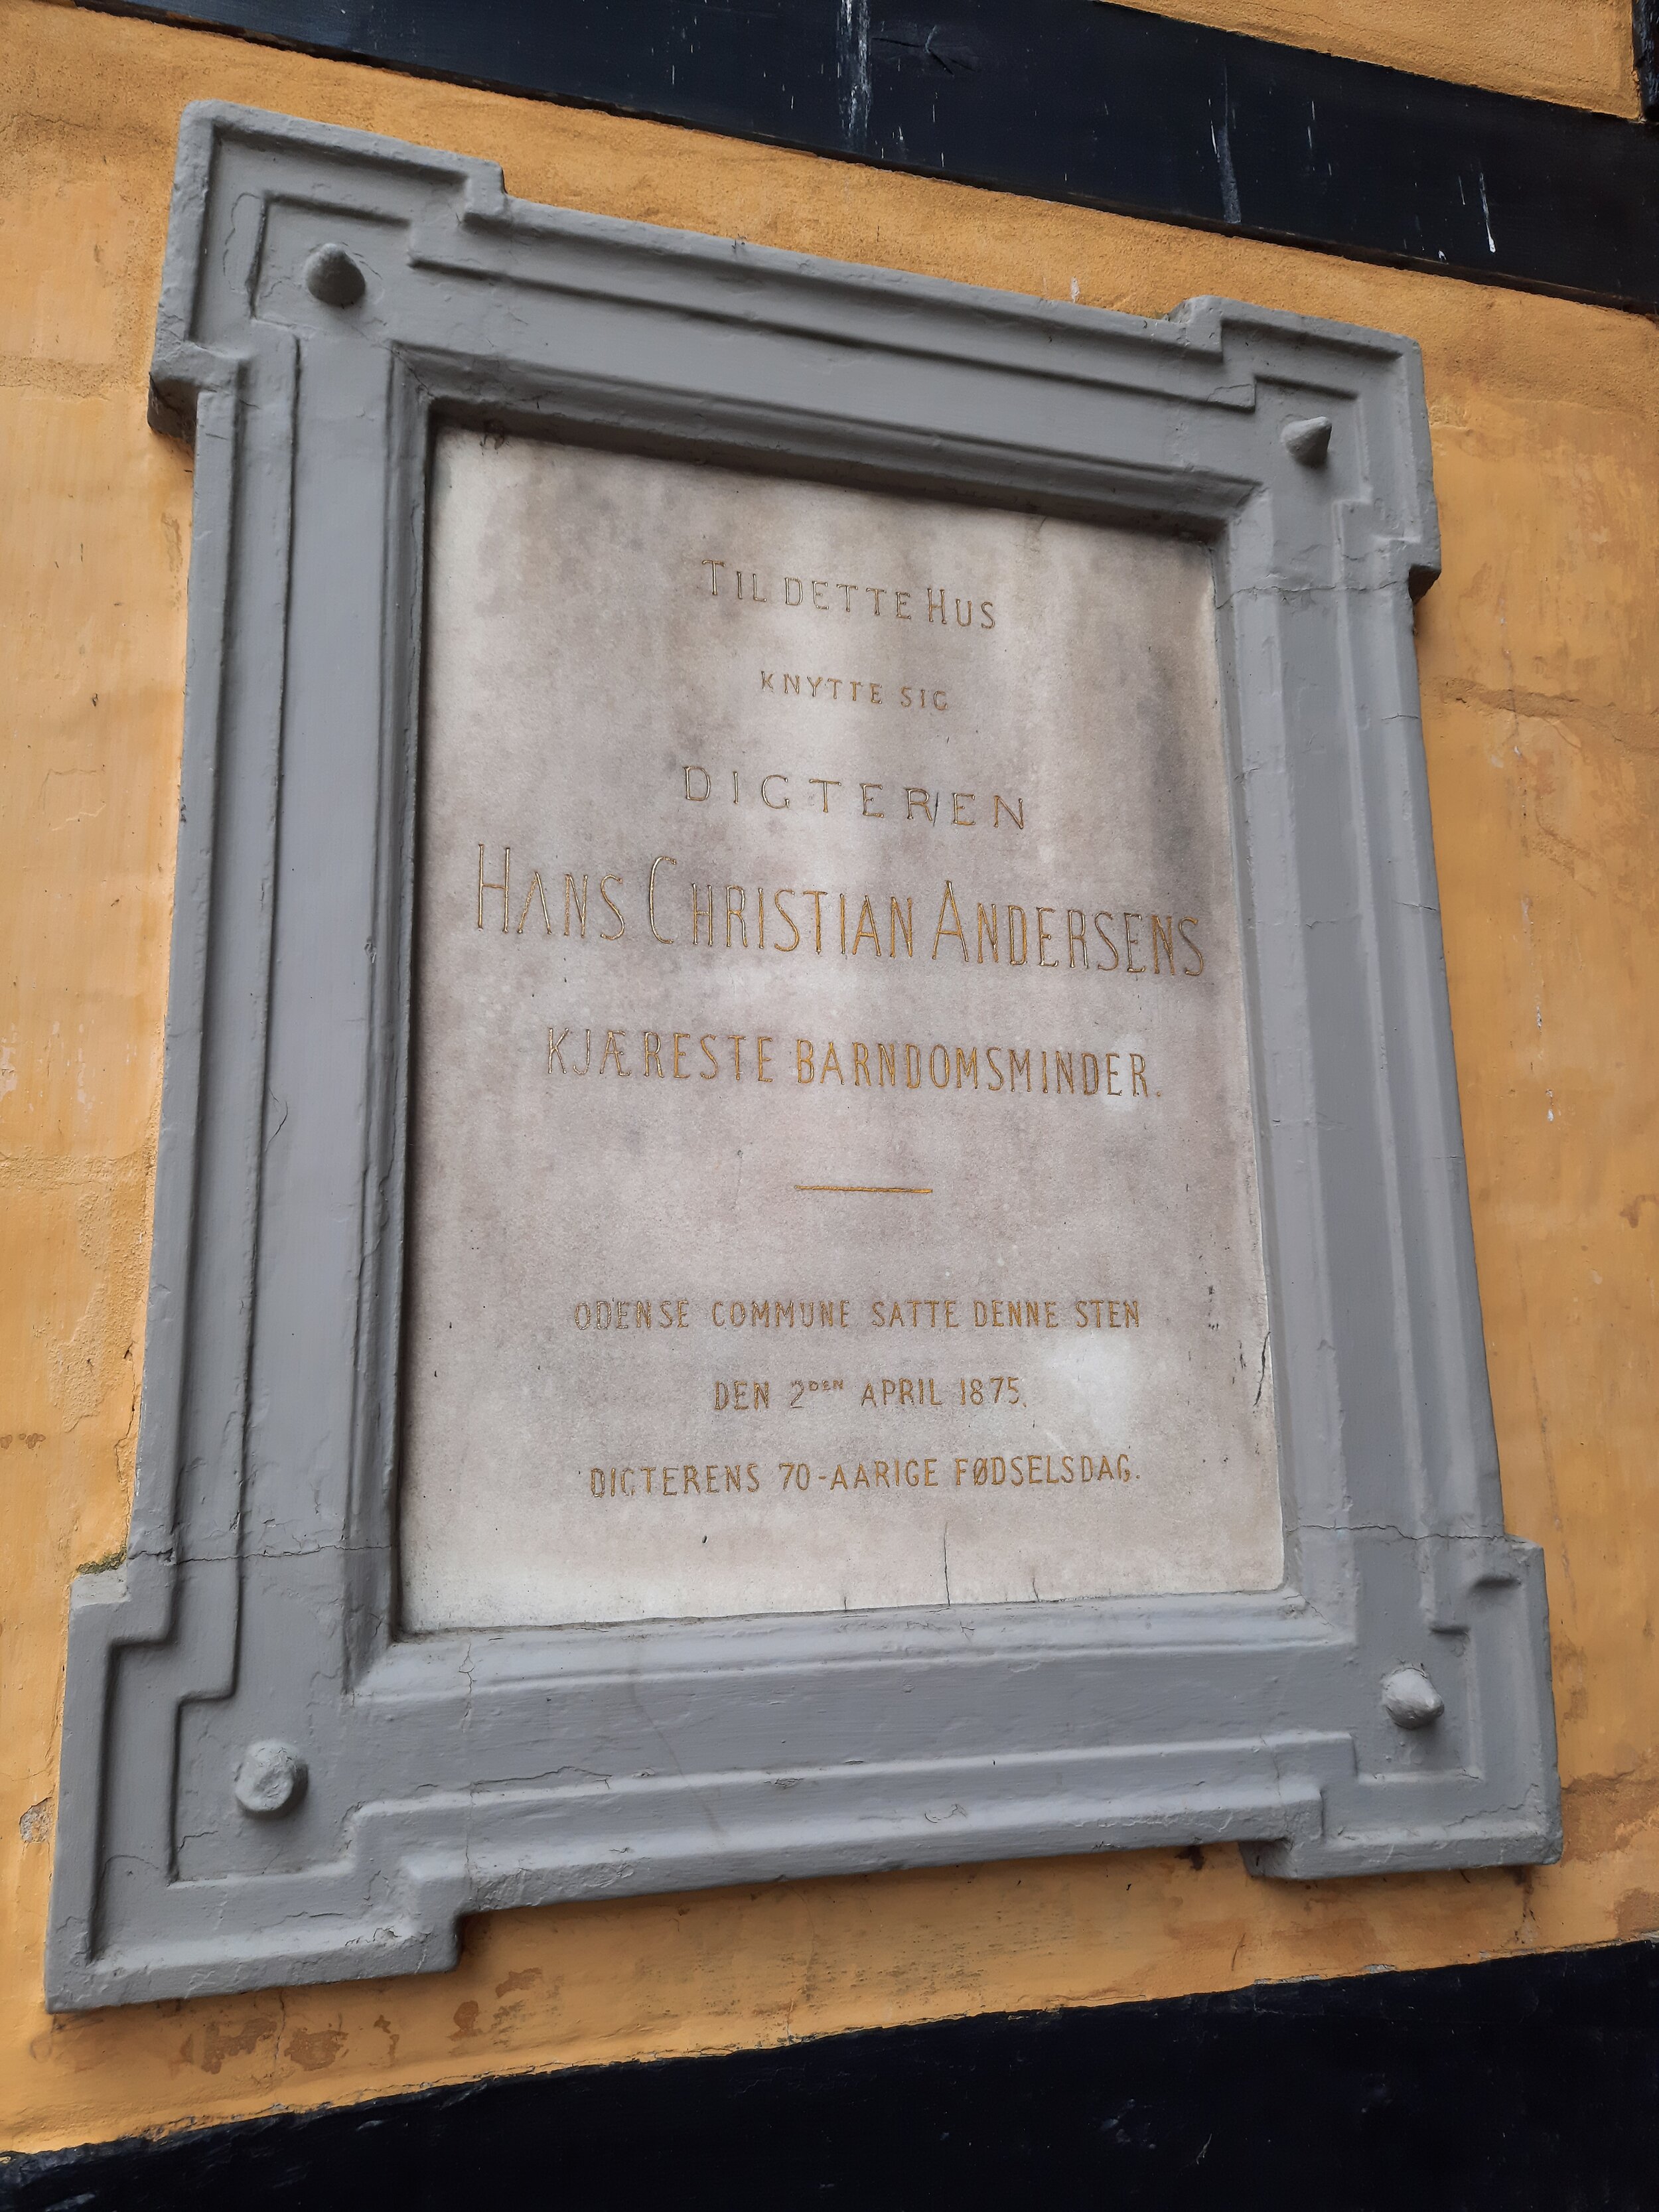 TIL DETTE HUS
KNYTTE SIG
DIGTEREN
HANS CHRISTIAN ANDERSENS
KJÆRESTE BARNDOMSMINDER.
ODENSE COMMUNE SATTE DENNE STEN
DEN 2DEN APRIL 1875.
DIGTERENS 70-AARIGE FØDSELSDAG.